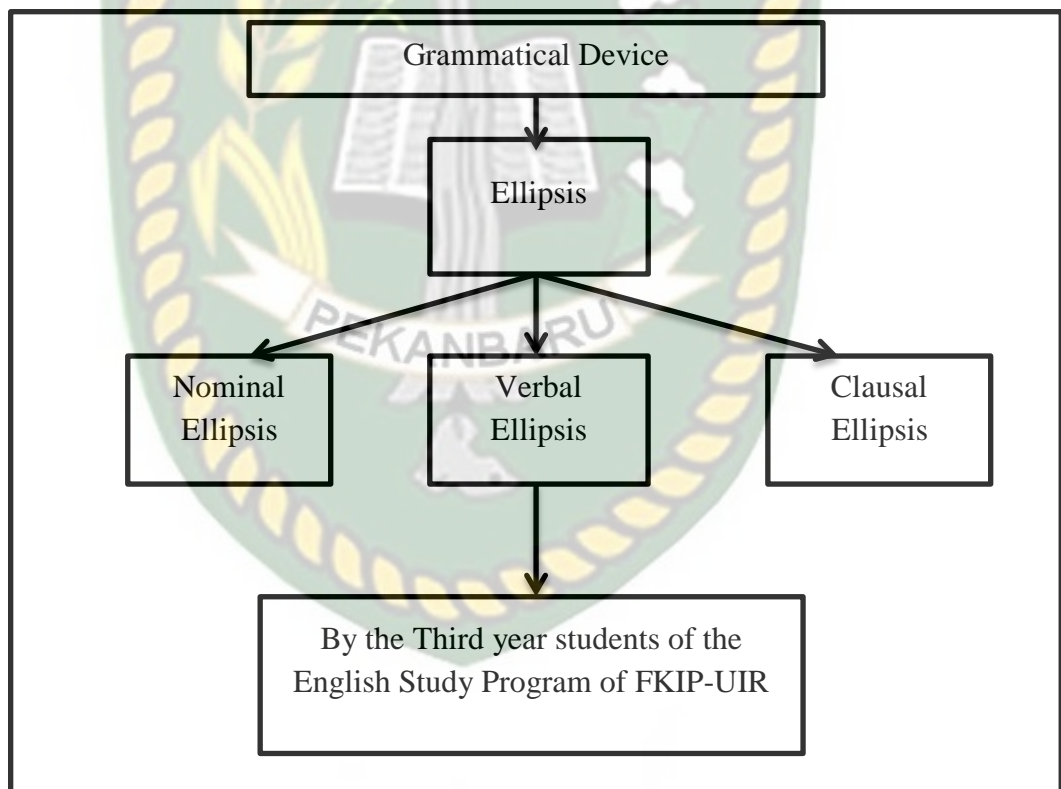 Grammatical Device
Ellipsis
PEKANBARU
Nominal
Ellipsis
Verbal
Ellipsis
Clausal
Ellipsis
By the Third year students of the
English Study Program of FKIP-UIR